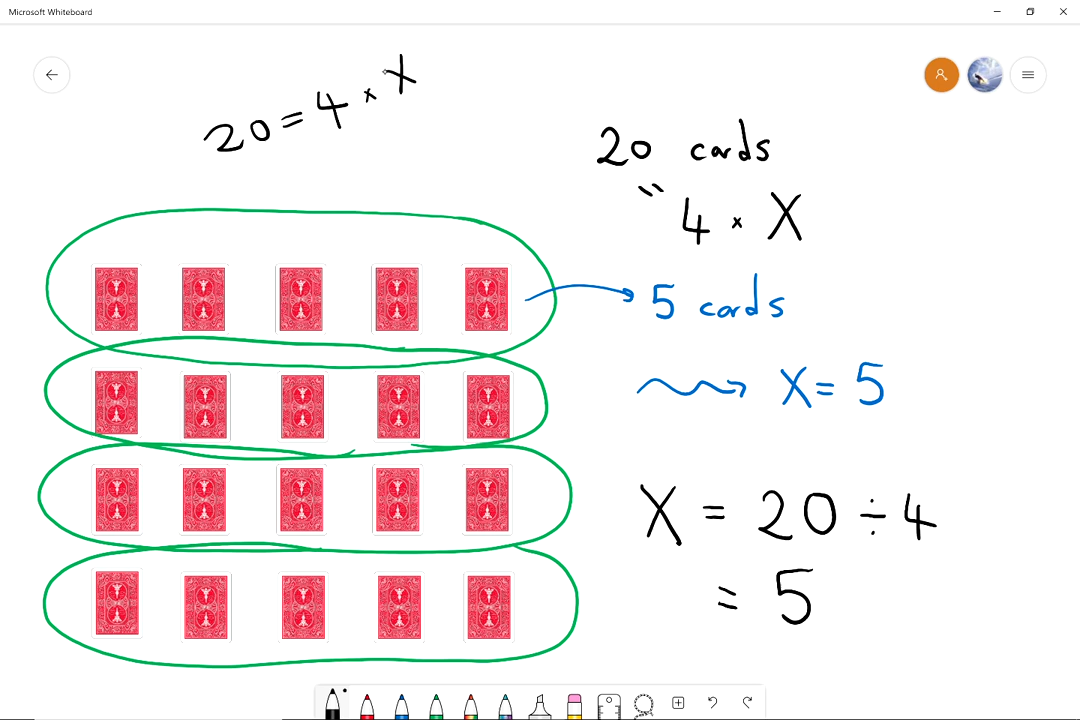 Microsoft Whiteboard
20 = 4 × X
20 cards
= 4 × X
5 cards
X = 5
X = 20 ÷ 4
= 5